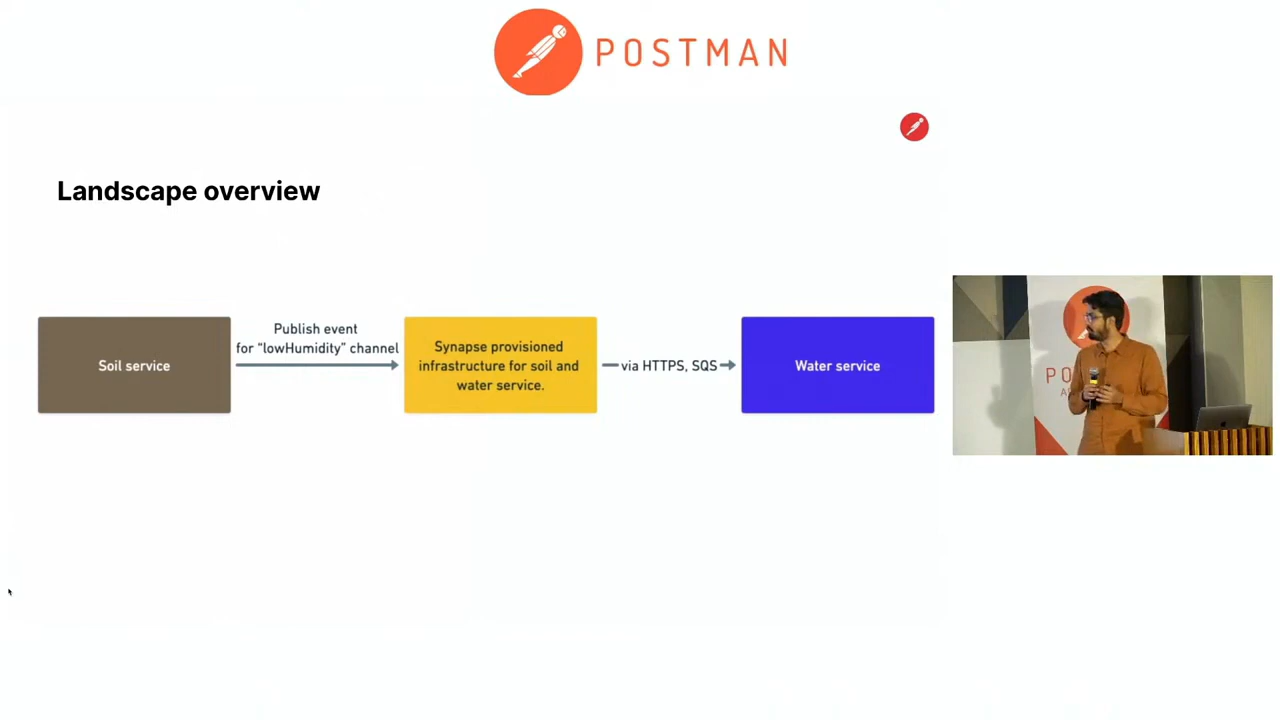 POSTMAN
Landscape overview
Soil service
Publish event
for “lowHumidity” channel
Synapse provisioned
infrastructure for soil and
water service.
via HTTPS, SQS
Water service
PO